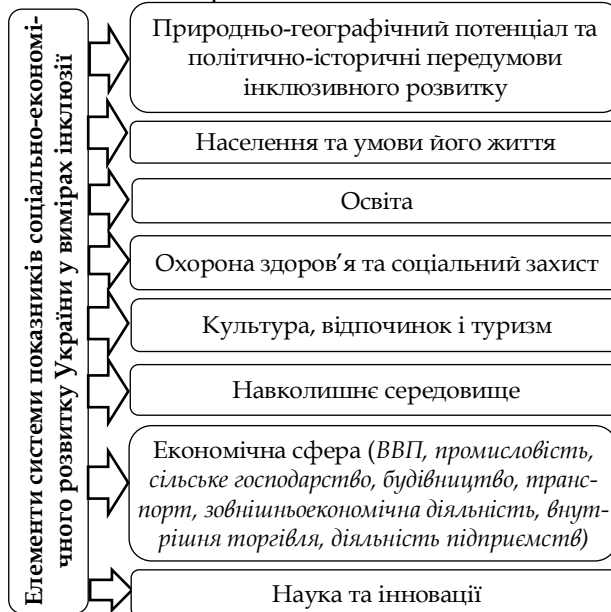 Елементи системи показників соціально-економі-
чного розвитку України у вимірах інклюзії
Природньо-географічний потенціал та
політично-історичні передумови
інклюзивного розвитку
Населення та умови його життя
Освіта
Охорона здоров’я та соціальний захист
Культура, відпочинок і туризм
Навколишнє середовище
Економічна сфера (ВВП, промисловість,
сільське господарство, будівництво, транс-
порт, зовнішньоекономічна діяльність, внут-
рішня торгівля, діяльність підприємств)
Наука та інновації